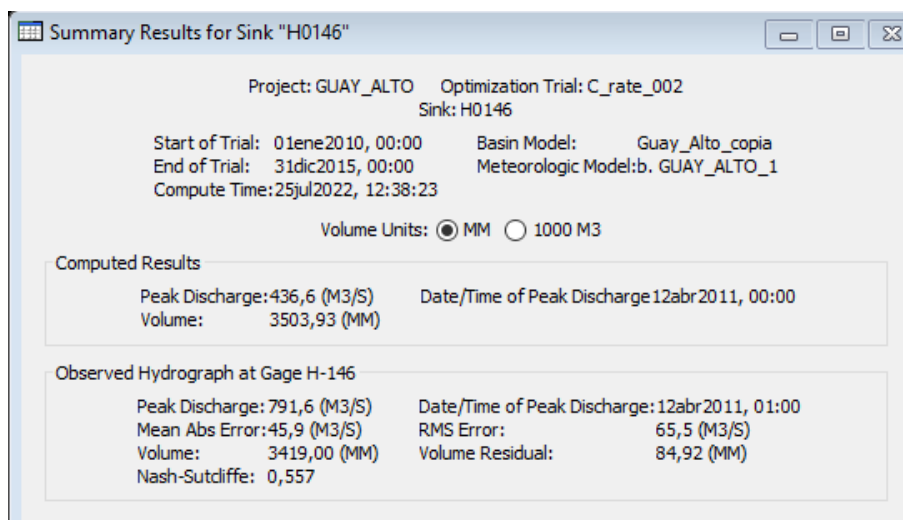 Summary Results for Sink "H0146"
Project: GUAY_ALTO Optimization Trial: C_rate_002
Sink: H0146
Start of Trial: 01ene2010, 00:00 Basin Model: Guay_Alto_copia
End of Trial: 31dic2015, 00:00 Meteorologic Model:b. GUAY_ALTO_1
Compute Time:25jul2022, 12:38:23
Volume Units: MM 1000 M3
Computed Results
Peak Discharge:436,6 (M3/S) Date/Time of Peak Discharge12abr2011, 00:00
Volume: 3503,93 (MM)
Observed Hydrograph at Gage H-146
Peak Discharge:791,6 (M3/S) Date/Time of Peak Discharge:12abr2011, 01:00
Mean Abs Error:45,9 (M3/S) RMS Error: 65,5 (M3/S)
Volume: 3419,00 (MM) Volume Residual: 84,92 (MM)
Nash-Sutcliffe: 0,557